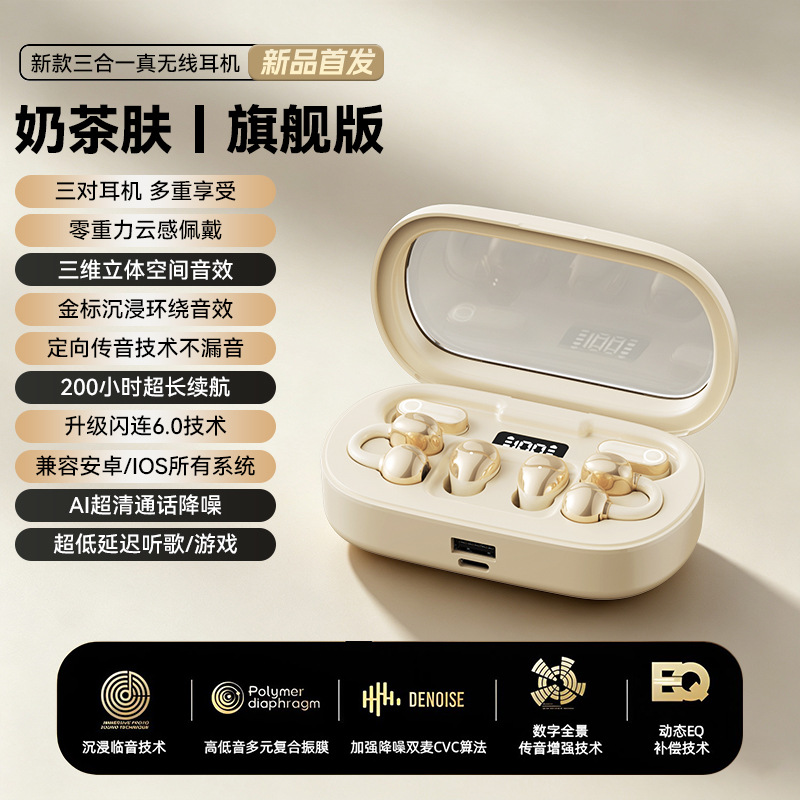 新款三合一真无线耳机
新品首发
奶茶肤 | 旗舰版
三对耳机 多重享受
零重力云感佩戴
三维立体空间音效
金标沉浸环绕音效
定向传音技术不漏音
200小时超长续航
升级闪连6.0技术
兼容安卓/IOS所有系统
AI超清通话降噪
超低延迟听歌/游戏
100
IMMERSIVE PHOTO
SOUND TECHNIQUE
沉浸临音技术
Polymer
diaphragm
高低音多元复合振膜
DENOISE
加强降噪双麦CVC算法
数字全景
传音增强技术
EQ
动态EQ
补偿技术